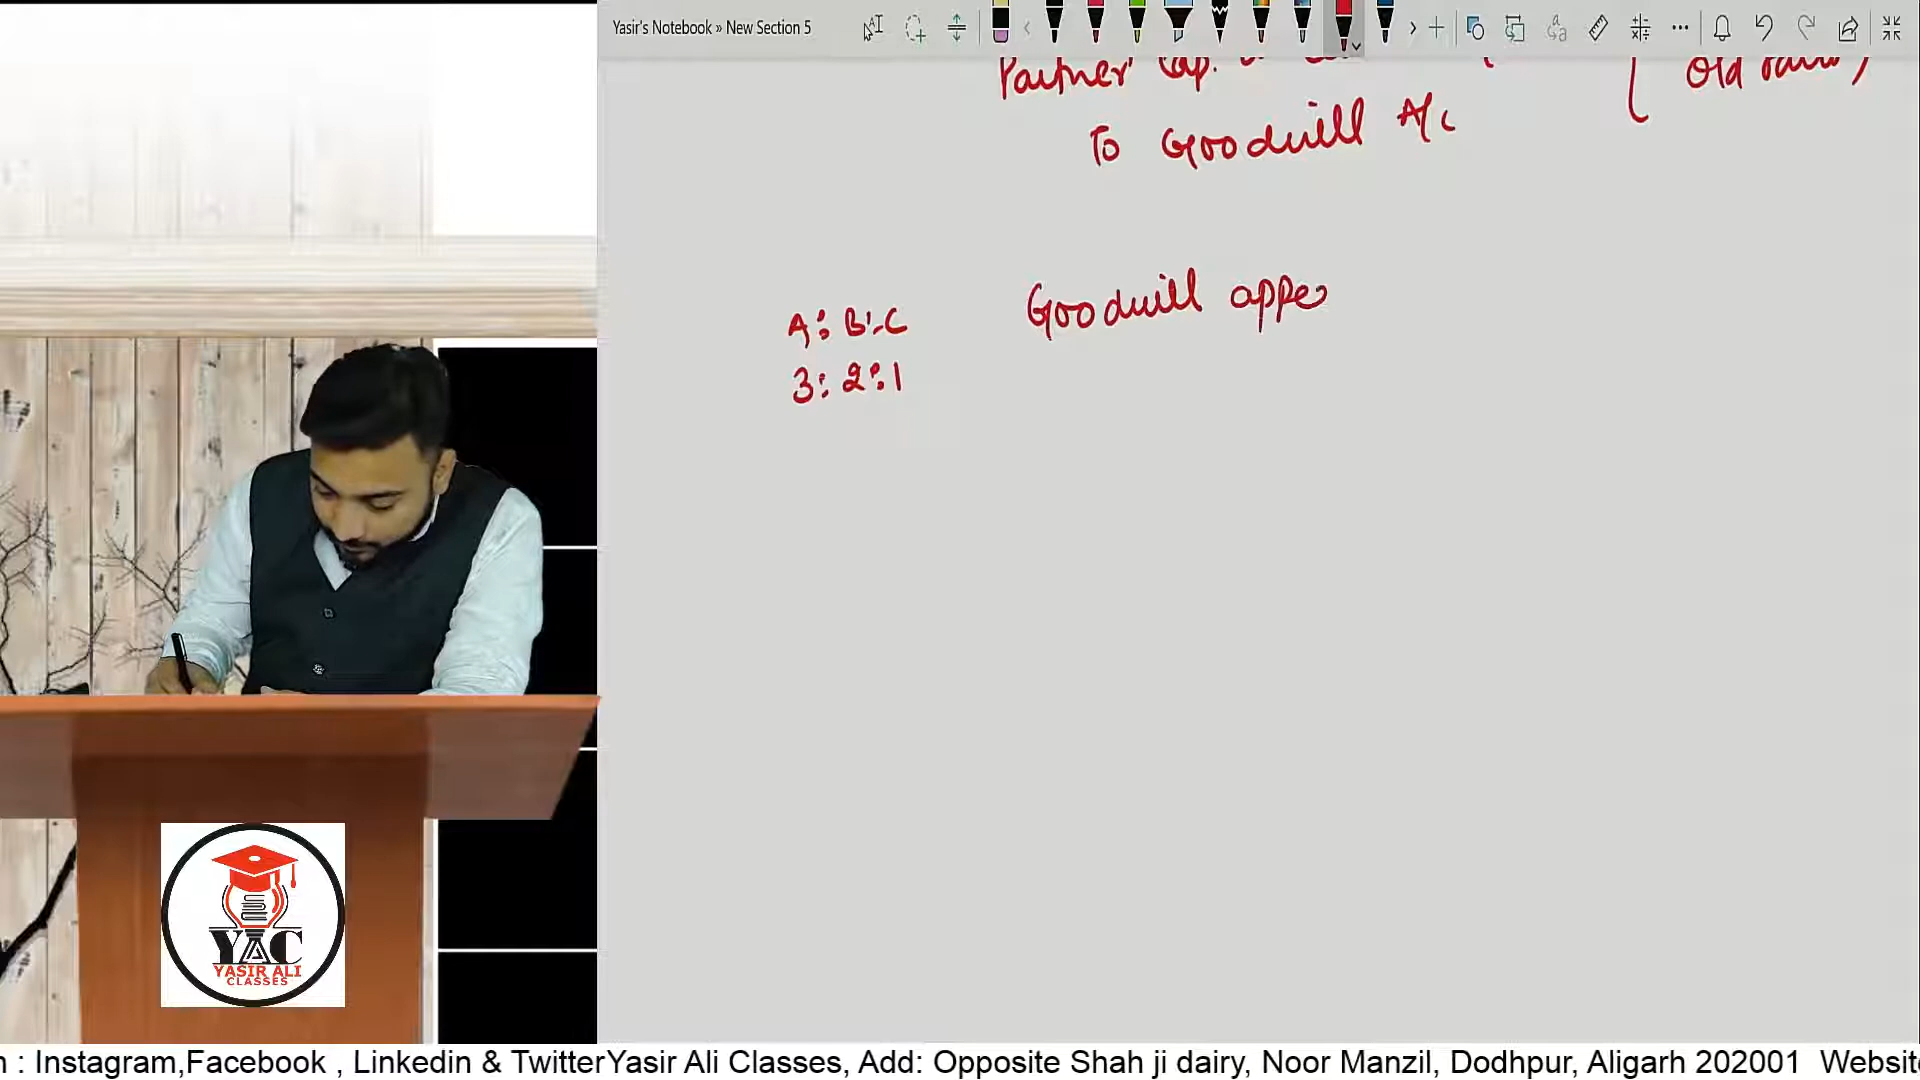 Yasir's Notebook » New Section 5
Partner Cap.
Old
To Goodwill A/c
Goodwill appe
A:B:C
3:2:1
YAC
YASIR ALI
CLASSES
: Instagram,Facebook , Linkedin & TwitterYasir Ali Classes, Add: Opposite Shah ji dairy, Noor Manzil, Dodhpur, Aligarh 202001 Website